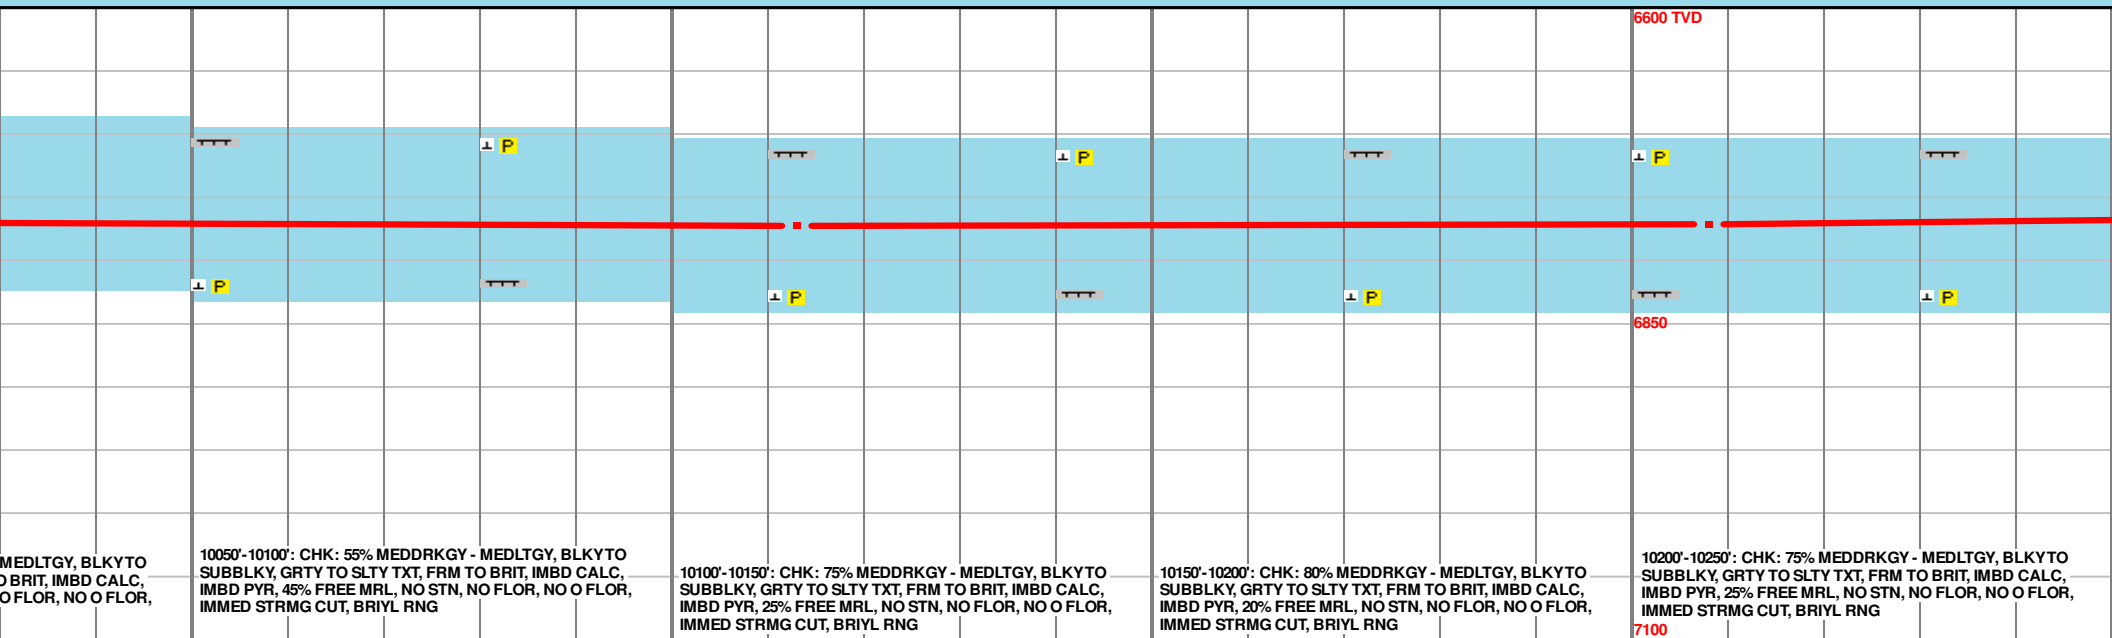 6600 TVD
P
P
P
P
P
P
P
P
6850
MEDLTGY, BLKY TO
O BRIT, IMBD CALC,
O FLOR, NO O FLOR,
10050'-10100': CHK: 55% MEDDRKGY - MEDLTGY, BLKY TO
SUBBLKY, GRTY TO SLTY TXT, FRM TO BRIT, IMBD CALC,
IMBD PYR, 45% FREE MRL, NO STN, NO FLOR, NO O FLOR,
IMMED STRMG CUT, BRIYL RNG
10100'-10150': CHK: 75% MEDDRKGY - MEDLTGY, BLKY TO
SUBBLKY, GRTY TO SLTY TXT, FRM TO BRIT, IMBD CALC,
IMBD PYR, 25% FREE MRL, NO STN, NO FLOR, NO O FLOR,
IMMED STRMG CUT, BRIYL RNG
10150'-10200': CHK: 80% MEDDRKGY - MEDLTGY, BLKY TO
SUBBLKY, GRTY TO SLTY TXT, FRM TO BRIT, IMBD CALC,
IMBD PYR, 20% FREE MRL, NO STN, NO FLOR, NO O FLOR,
IMMED STRMG CUT, BRIYL RNG
10200'-10250': CHK: 75% MEDDRKGY - MEDLTGY, BLKY TO
SUBBLKY, GRTY TO SLTY TXT, FRM TO BRIT, IMBD CALC,
IMBD PYR, 25% FREE MRL, NO STN, NO FLOR, NO O FLOR,
IMMED STRMG CUT, BRIYL RNG
7100